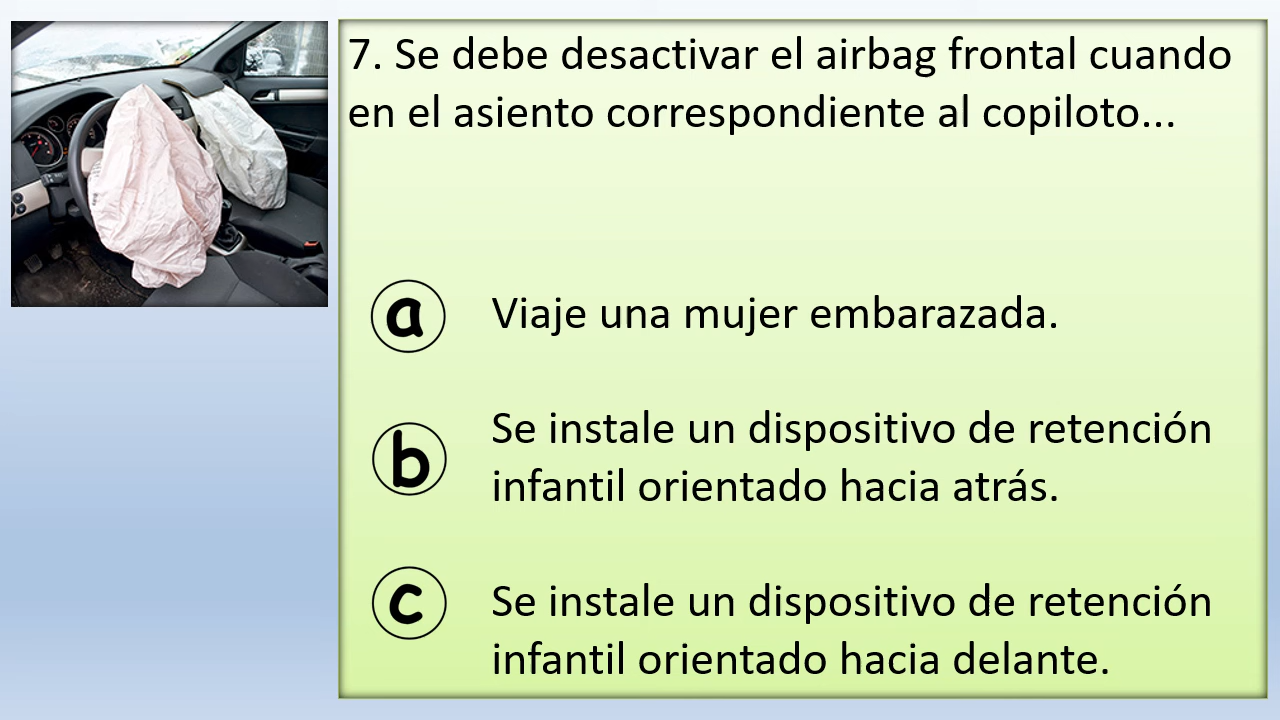 7. Se debe desactivar el airbag frontal cuando
en el asiento correspondiente al copiloto...
a Viaje una mujer embarazada.
b Se instale un dispositivo de retención
infantil orientado hacia atrás.
c Se instale un dispositivo de retención
infantil orientado hacia delante.